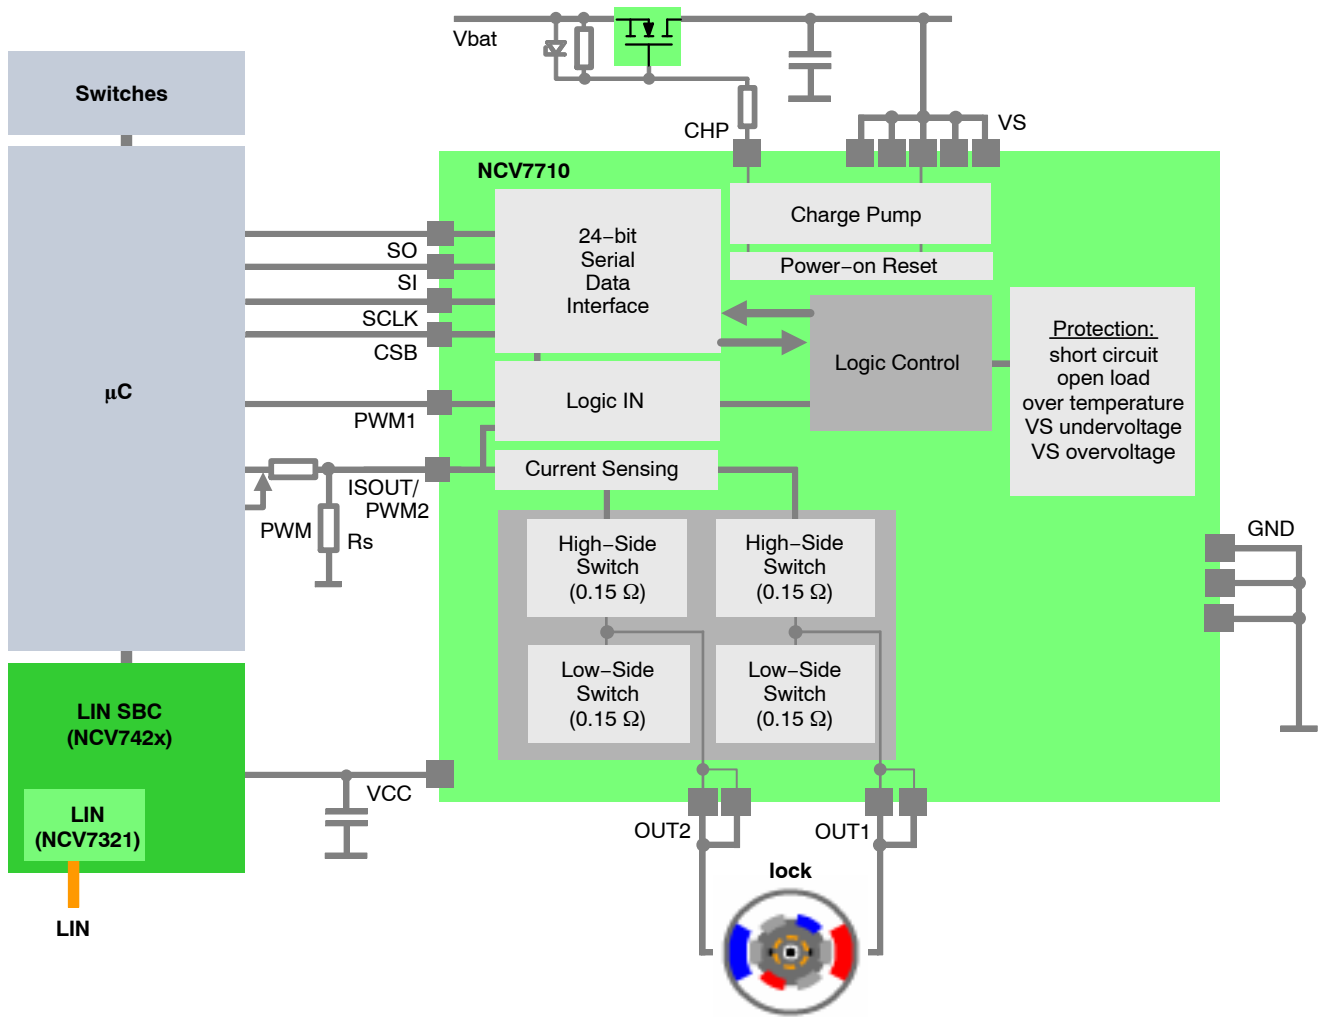 Vbat
Switches
CHP
VS
NCV7710
Charge Pump
24−bit
Serial
Data
Interface
SO
SI
SCLK
CSB
Power−on Reset
Protection:
short circuit
open load
over temperature
VS undervoltage
VS overvoltage
Logic Control
μC
Logic IN
PWM1
Current Sensing
ISOUT/
PWM2
PWM
Rs
GND
High−Side
Switch
(0.15 Ω)
High−Side
Switch
(0.15 Ω)
Low−Side
Switch
(0.15 Ω)
Low−Side
Switch
(0.15 Ω)
LIN SBC
(NCV742x)
VCC
LIN
(NCV7321)
OUT2
OUT1
lock
LIN